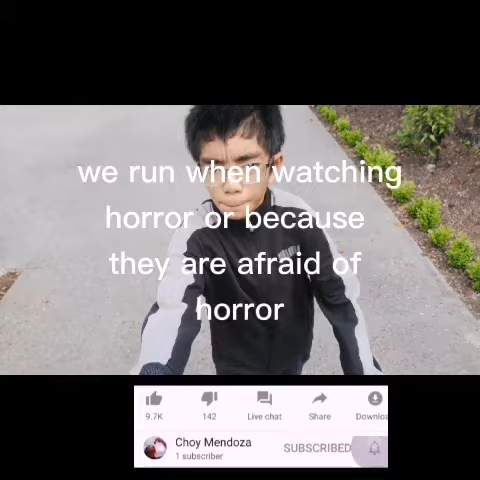 we run when watching
horror or because
they are afraid of
horror
9.7K
142
Live chat
Share
Downloa
Choy Mendoza
SUBSCRIBED
1 subscriber